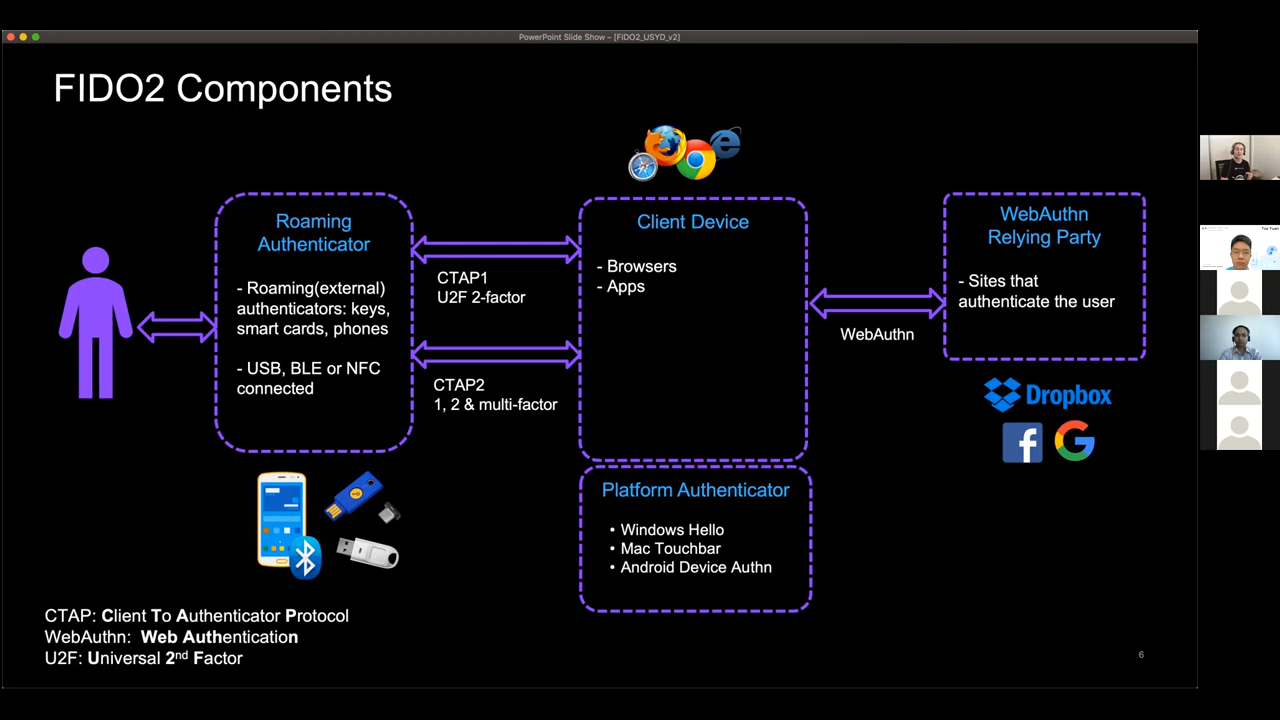 PowerPoint Slide Show – [FIDO2_USYD_v2]
FIDO2 Components
Roaming
Authenticator
- Roaming(external)
authenticators: keys,
smart cards, phones
- USB, BLE or NFC
connected
CTAP1
U2F 2-factor
CTAP2
1, 2 & multi-factor
Client Device
- Browsers
- Apps
Platform Authenticator
• Windows Hello
• Mac Touchbar
• Android Device Authn
WebAuthn
WebAuthn
Relying Party
- Sites that
authenticate the user
Dropbox
f
G
CTAP: Client To Authenticator Protocol
WebAuthn: Web Authentication
U2F: Universal 2nd Factor
6